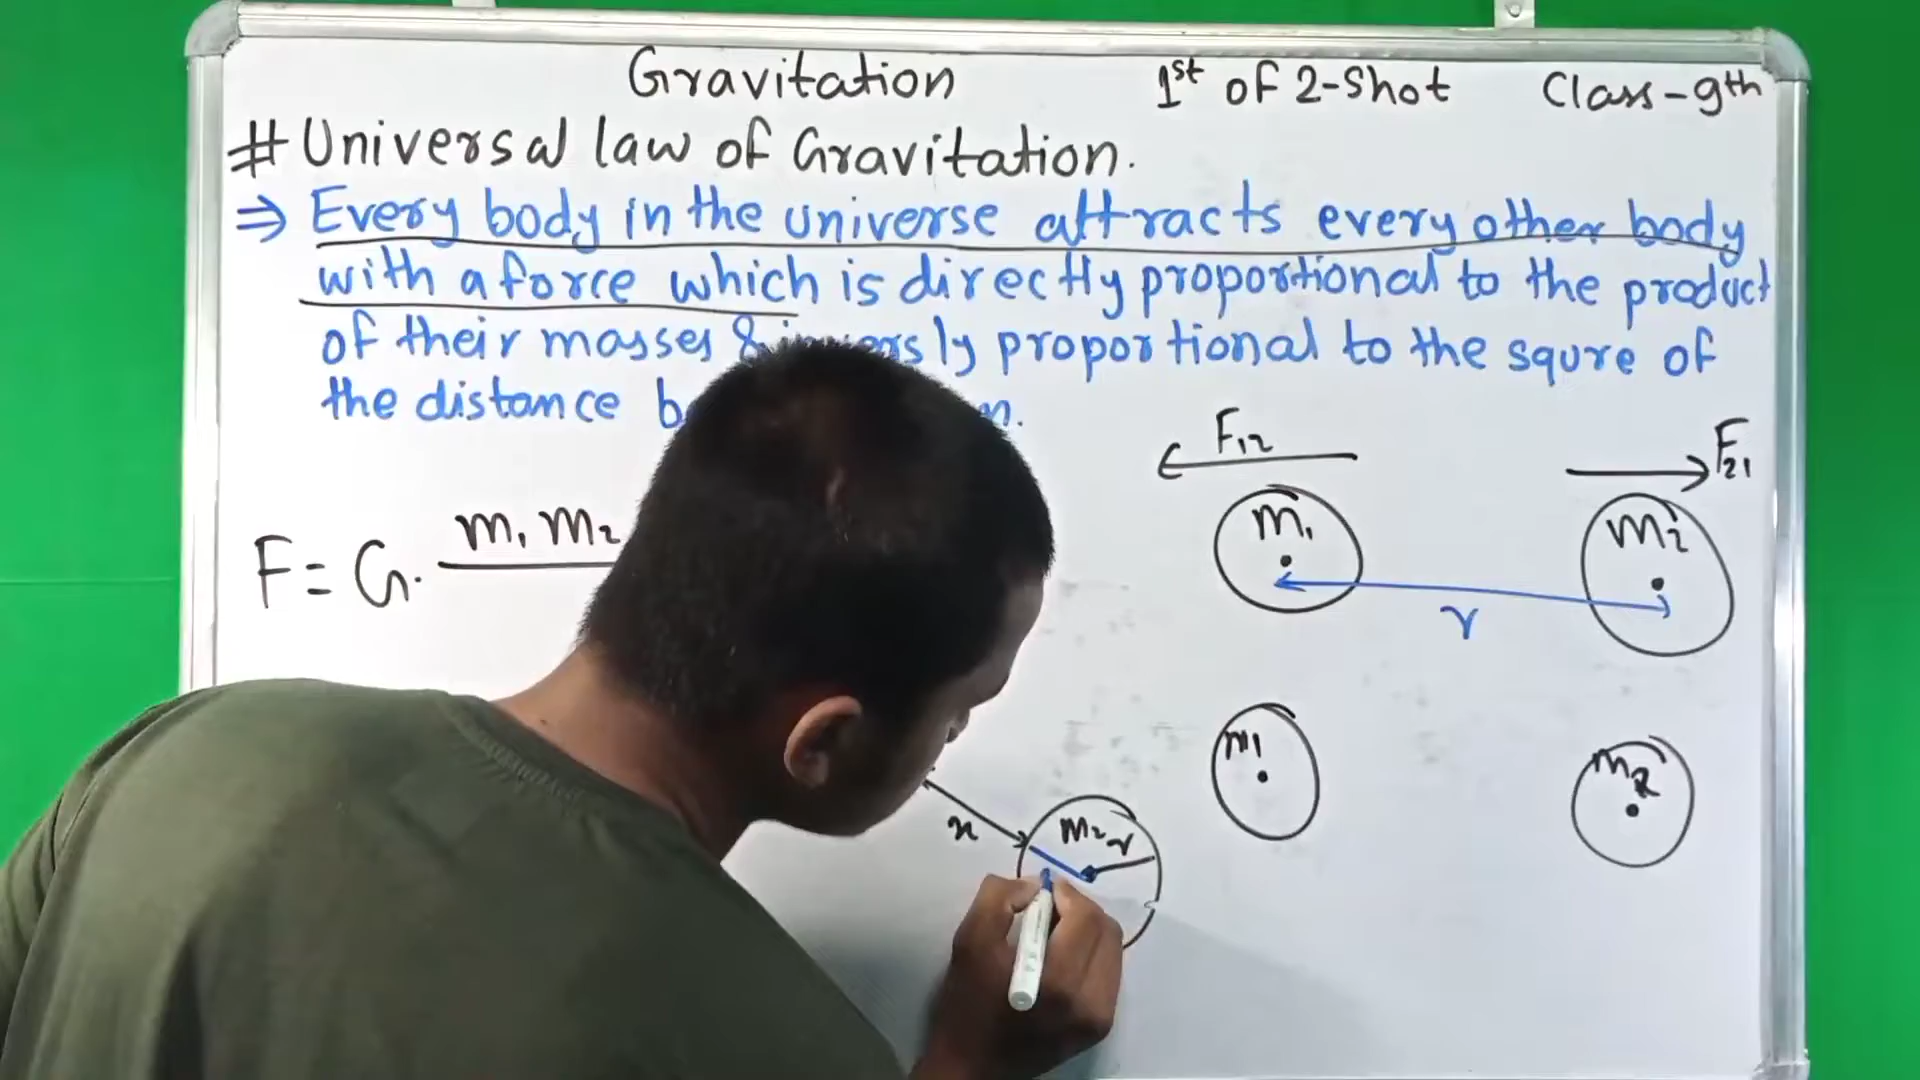 Gravitation 1st of 2-Shot Class-9th
# Universal law of Gravitation.
⇒ Every body in the universe attracts every other body
with a force which is directly proportional to the product
of their masses & proportional to the squre of
the distance
F12 F21
m1 m2
F = G. m1 m2
r
m1 m2
x m2 r